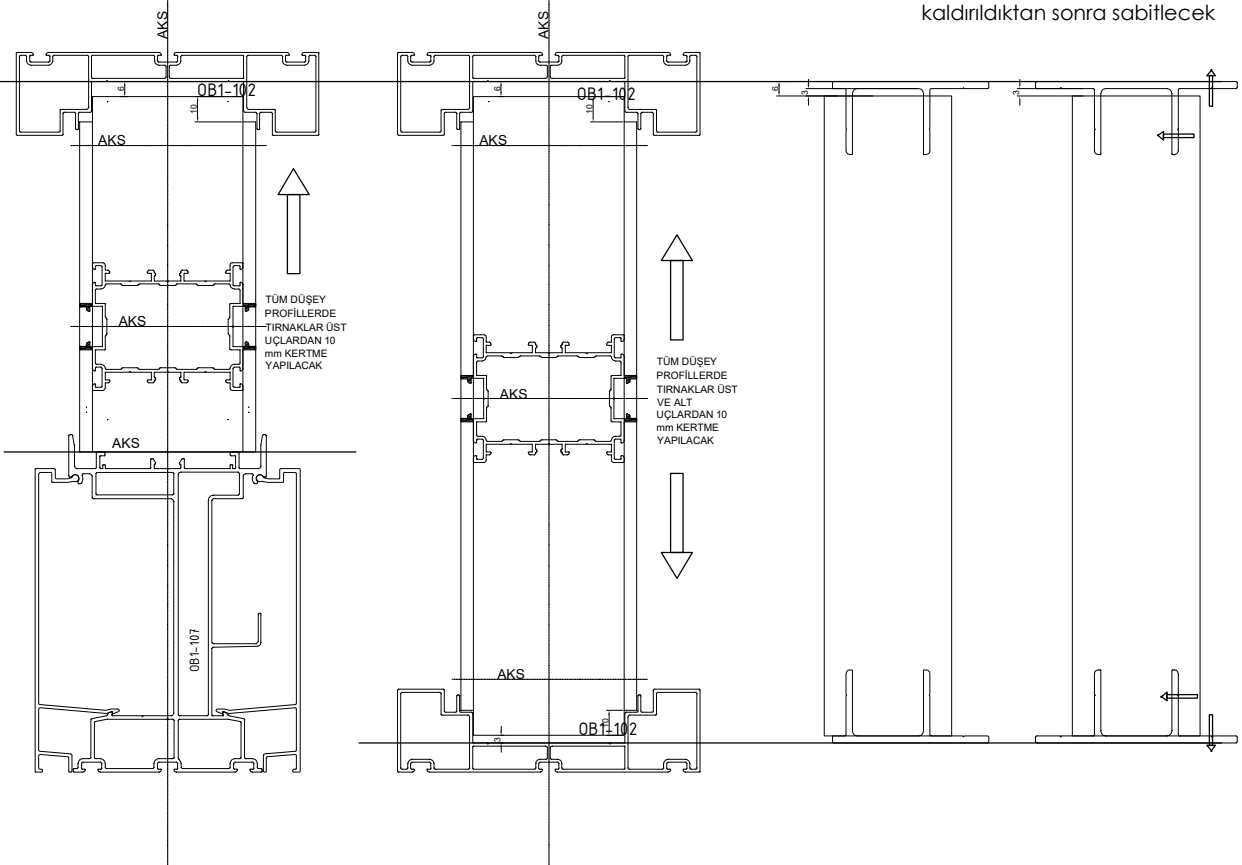 kaldırıldıktan sonra sabitlecek
AKS
AKS
OB1-102
6
10
AKS
AKS
AKS
TÜM DÜŞEY
PROFİLLERDE
TIRNAKLAR ÜST
UÇLARDAN 10
mm KERTME
YAPILACAK
OB1-107
OB1-102
6
10
AKS
AKS
AKS
TÜM DÜŞEY
PROFİLLERDE
TIRNAKLAR ÜST
VE ALT
UÇLARDAN 10
mm KERTME
YAPILACAK
OB1-102
10
3
6
3
3